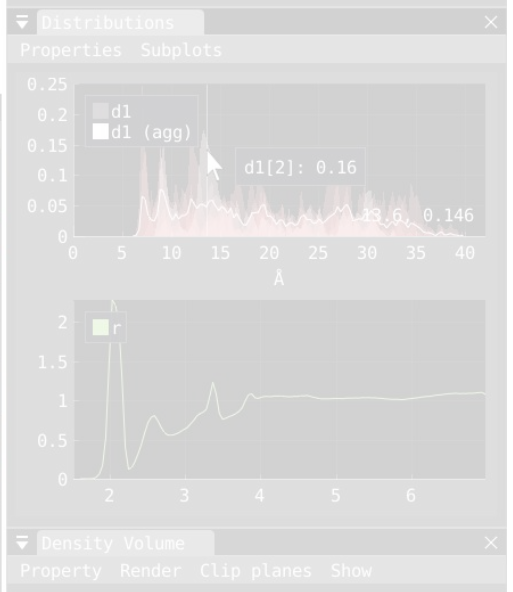 Distributions
Properties Subplots
0.25
d1
0.2
d1 (agg)
0.15
d1[2]: 0.16
0.1
0.05
13.6, 0.146
0
0 5 10 15 20 25 30 35 40
Å
2
r
1.5
1
0.5
0
2 3 4 5 6
Density Volume
Property Render Clip planes Show